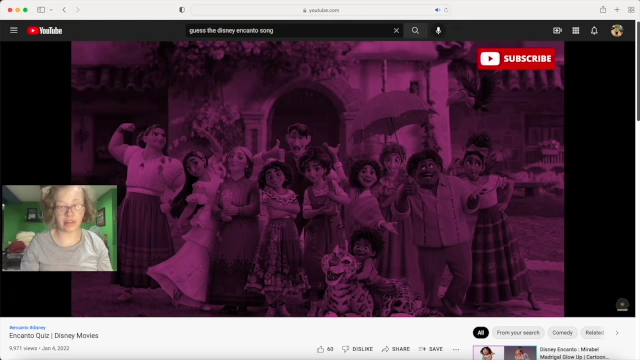 youtube.com
YouTube
guess the disney encanto song
SUBSCRIBE
#encanto #disney
Encanto Quiz | Disney Movies
9,971 views • Jan 4, 2022
60
DISLIKE
SHARE
SAVE
All
From your search
Comedy
Related
Disney Encanto : Mirabel
Madrigal Glow Up | Cartoon...